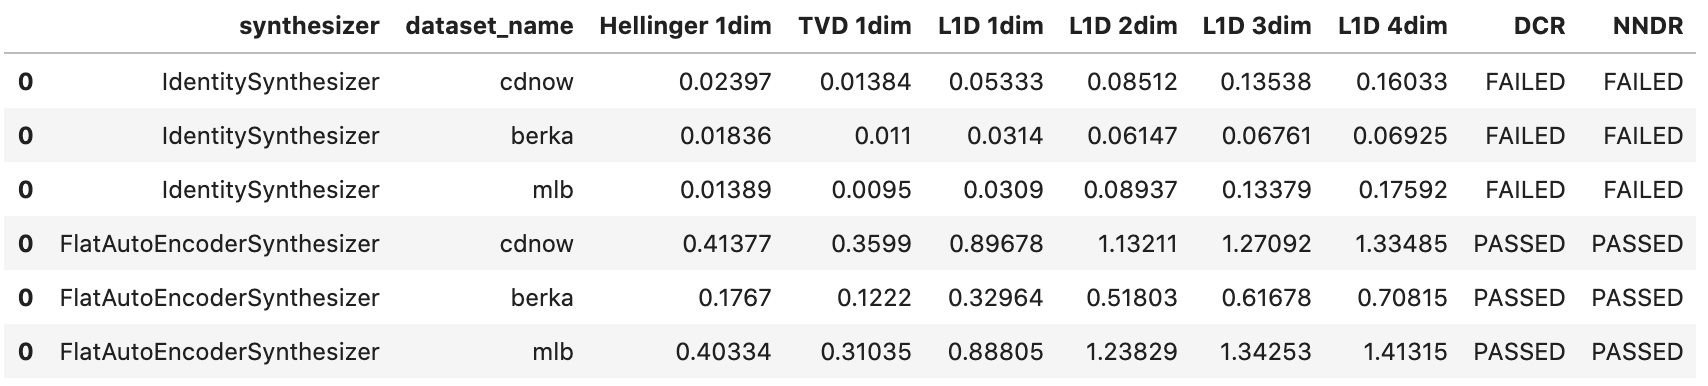 synthesizer dataset_name Hellinger 1dim TVD 1dim L1D 1dim L1D 2dim L1D 3dim L1D 4dim DCR NNDR
0 IdentitySynthesizer cdnow 0.02397 0.01384 0.05333 0.08512 0.13538 0.16033 FAILED FAILED
0 IdentitySynthesizer berka 0.01836 0.011 0.0314 0.06147 0.06761 0.06925 FAILED FAILED
0 IdentitySynthesizer mlb 0.01389 0.0095 0.0309 0.08937 0.13379 0.17592 FAILED FAILED
0 FlatAutoEncoderSynthesizer cdnow 0.41377 0.3599 0.89678 1.13211 1.27092 1.33485 PASSED PASSED
0 FlatAutoEncoderSynthesizer berka 0.1767 0.1222 0.32964 0.51803 0.61678 0.70815 PASSED PASSED
0 FlatAutoEncoderSynthesizer mlb 0.40334 0.31035 0.88805 1.23829 1.34253 1.41315 PASSED PASSED